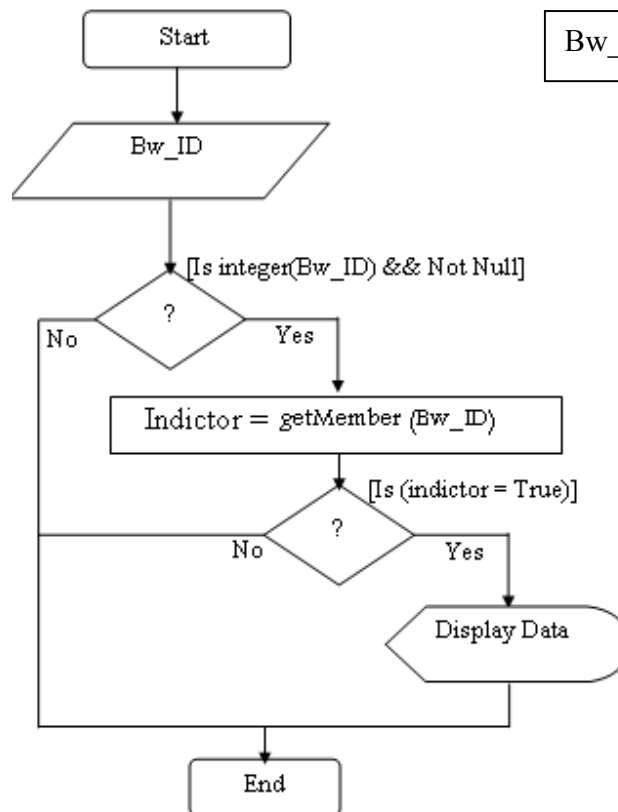 Start
Bw_
Bw_ID
[Is integer(Bw_ID) && Not Null]
?
No
Yes
Indictor = getMember (Bw_ID)
[Is (indictor = True)]
?
No
Yes
Display Data
End